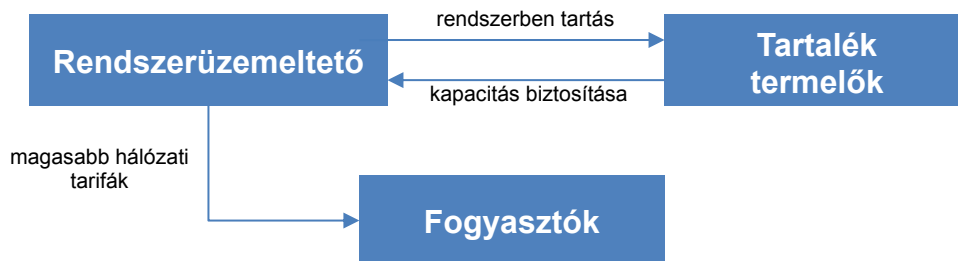 rendszerben tartás
Rendszerüzemeltető
Tartalék
termelők
kapacitás biztosítása
magasabb hálózati
tarifák
Fogyasztók